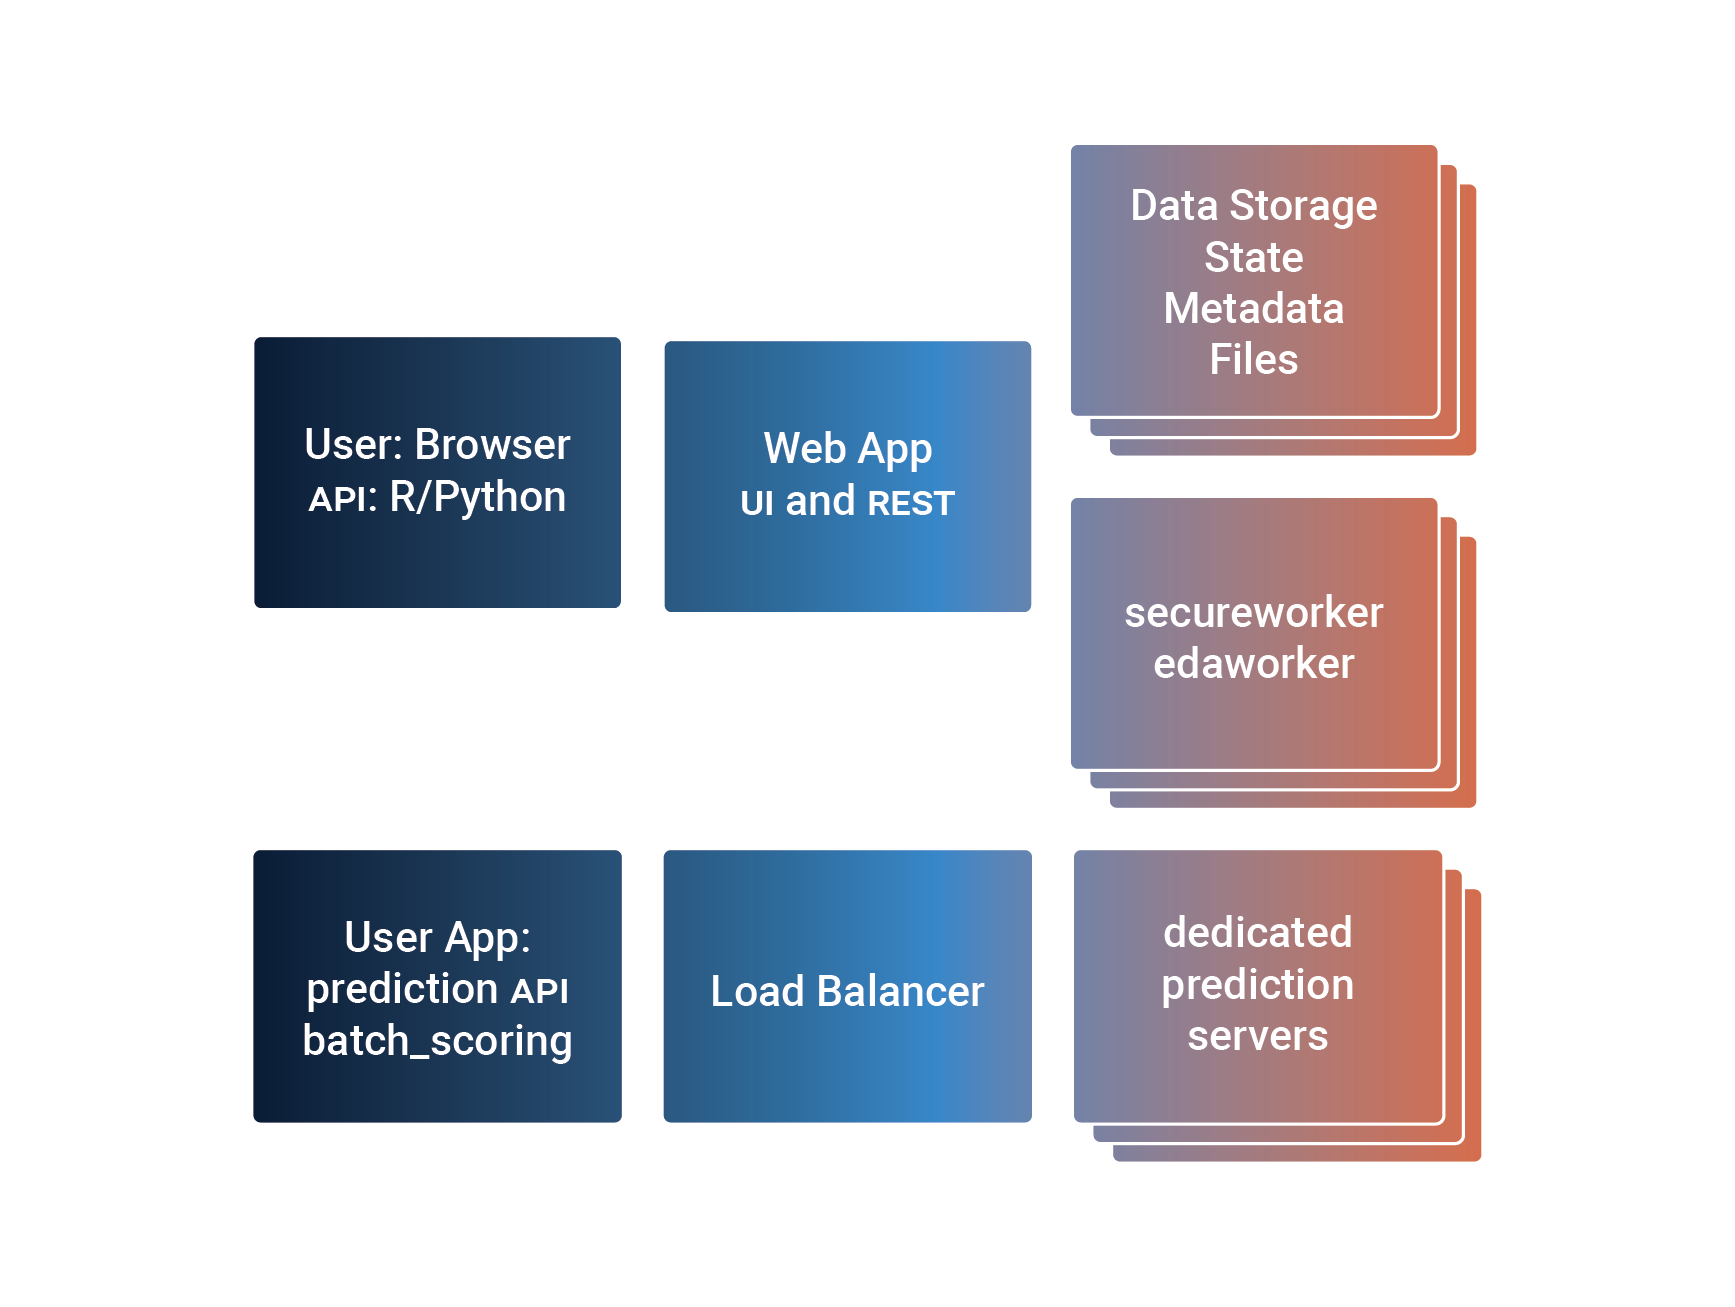 Data Storage
State
Metadata
Files
User: Browser
API: R/Python
Web App
UI and REST
secureworker
edaworker
User App:
prediction API
batch_scoring
Load Balancer
dedicated
prediction
servers